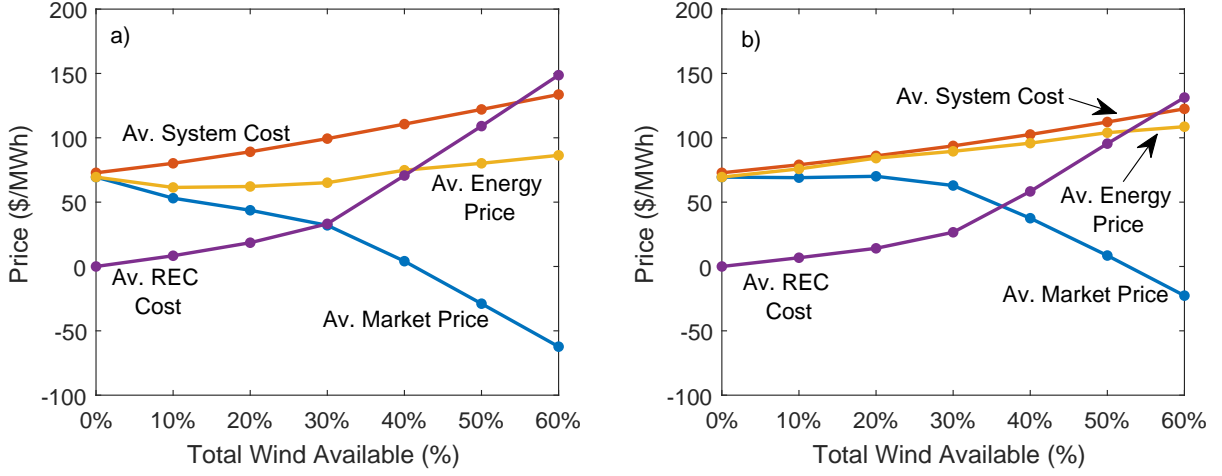 a)
200
150
100
50
0
-50
-100
Price ($/MWh)
Av. System Cost
Av. Energy
Price
Av. REC
Cost
Av. Market Price
0% 10% 20% 30% 40% 50% 60%
Total Wind Available (%)
b)
200
150
100
50
0
-50
-100
Price ($/MWh)
Av. System Cost
Av. Energy
Price
Av. REC
Cost
Av. Market Price
0% 10% 20% 30% 40% 50% 60%
Total Wind Available (%)